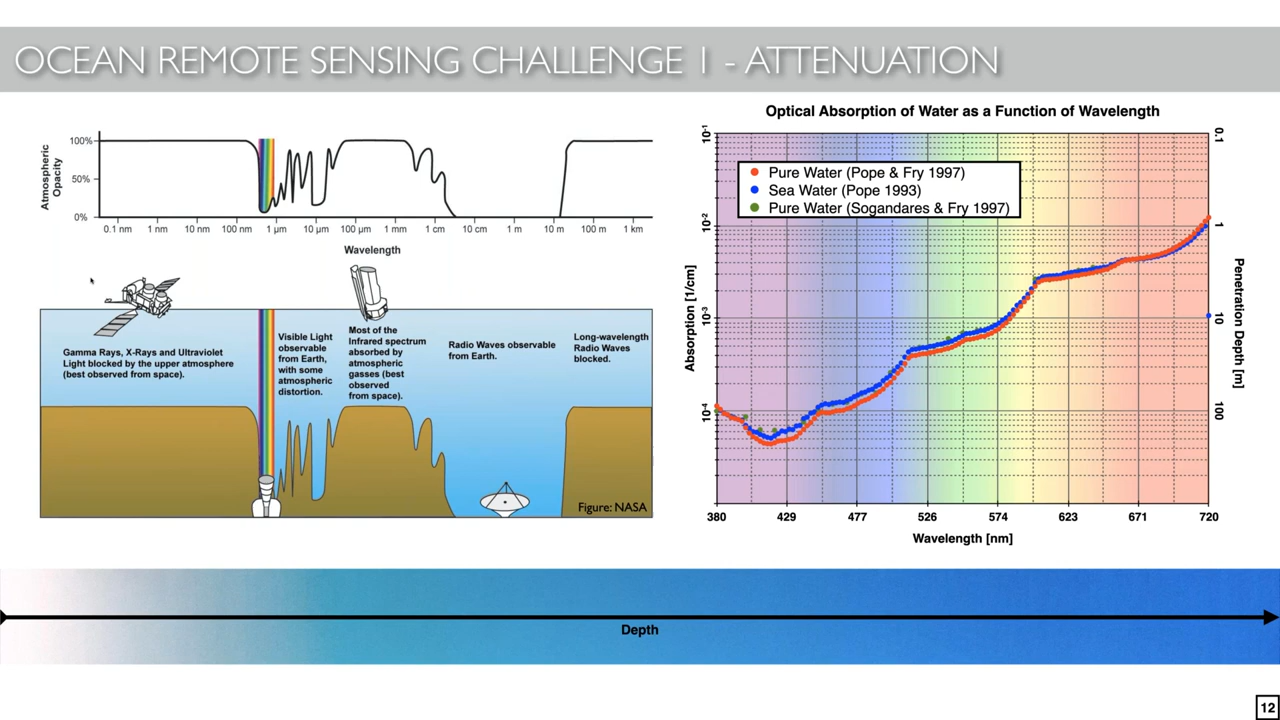 OCEAN REMOTE SENSING CHALLENGE 1 - ATTENUATION
Atmospheric
Opacity
100%
50%
0%
0.1 nm 1 nm 10 nm 100 nm 1 µm 10 µm 100 µm 1 mm 1 cm 10 cm 1 m 10 m 100 m 1 km
Wavelength
Gamma Rays, X-Rays and Ultraviolet
Light blocked by the upper atmosphere
(best observed from space).
Visible Light
observable
from Earth,
with some
atmospheric
distortion.
Most of the
Infrared spectrum
absorbed by
atmospheric
gasses (best
observed
from space).
Radio Waves observable
from Earth.
Long-wavelength
Radio Waves
blocked.
Figure: NASA
Optical Absorption of Water as a Function of Wavelength
Pure Water (Pope & Fry 1997)
Sea Water (Pope 1993)
Pure Water (Sogandares & Fry 1997)
Absorption [1/cm]
10-1
10-2
10-3
10-4
0.1
1
10
100
Penetration Depth [m]
380 429 477 526 574 623 671 720
Wavelength [nm]
Depth
12